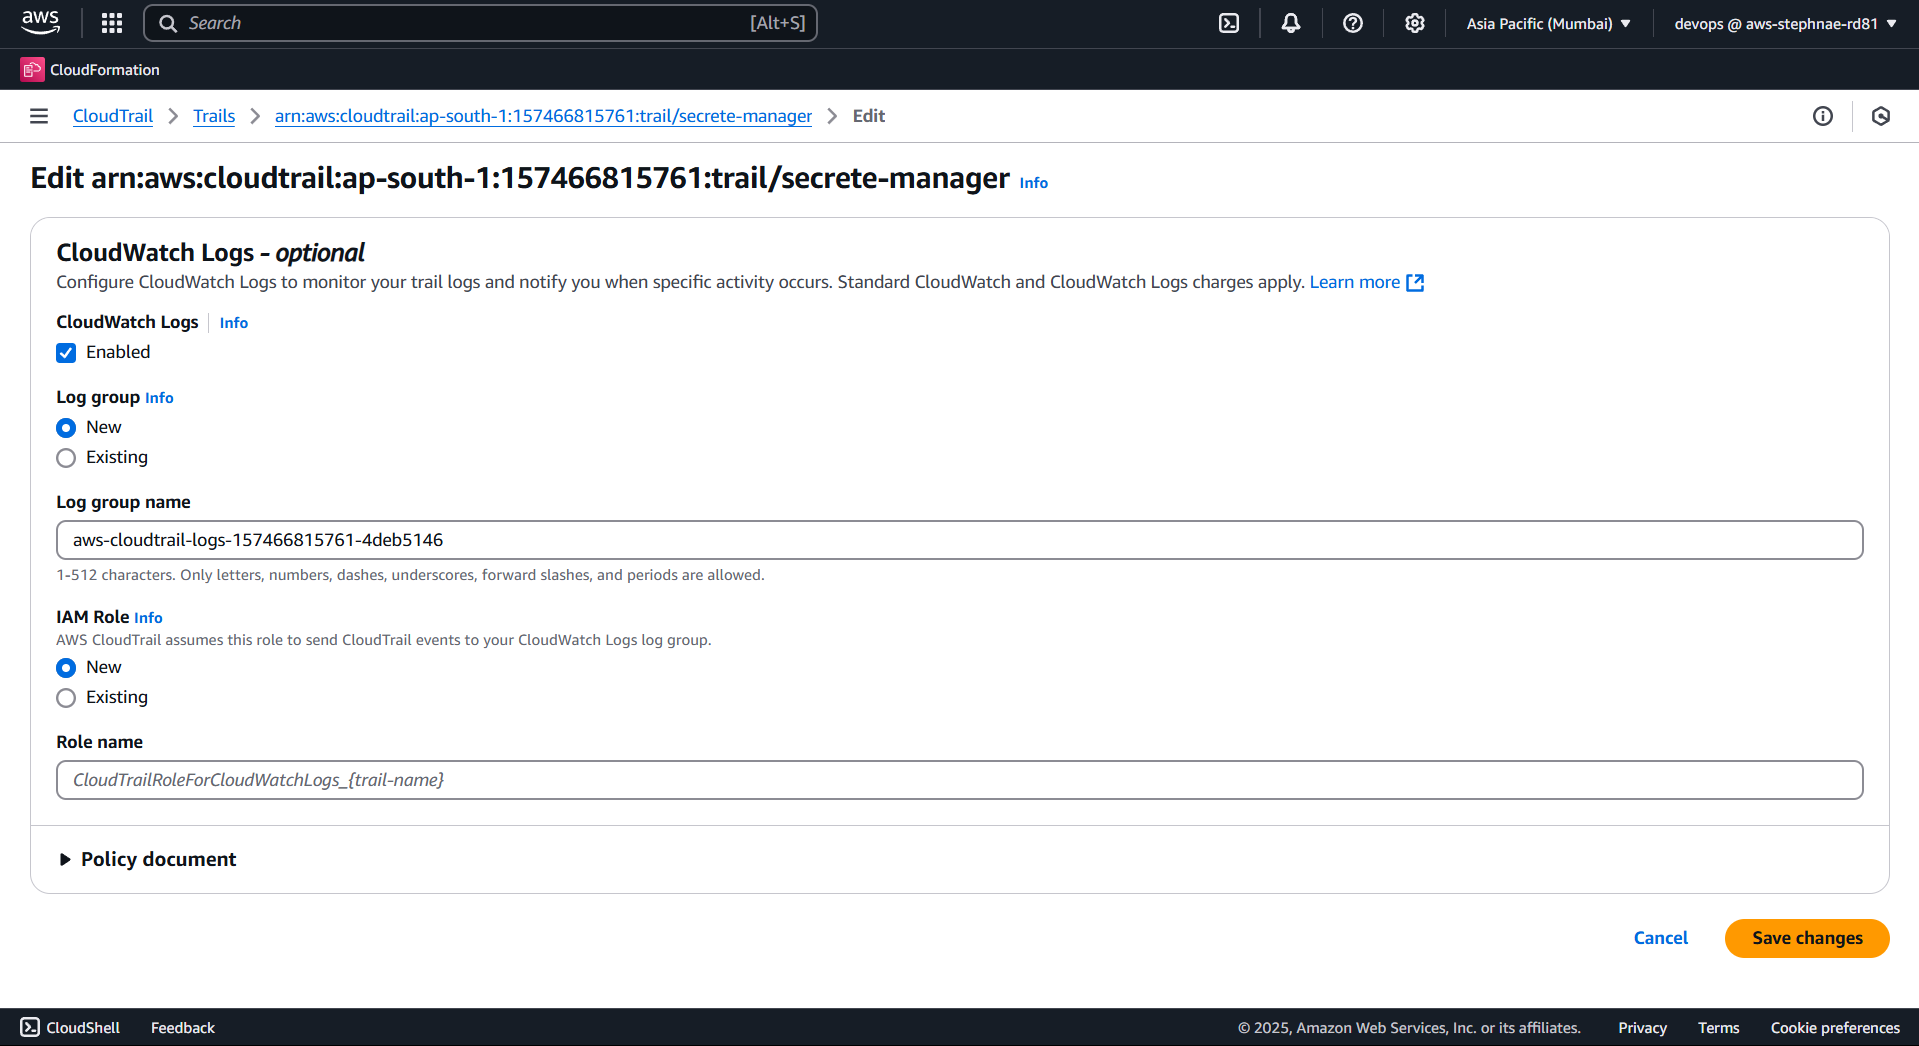 aws
Search [Alt+S]
Asia Pacific (Mumbai)
devops @ aws-stephnae-rd81
CloudFormation
CloudTrail
Trails
arn:aws:cloudtrail:ap-south-1:157466815761:trail/secrete-manager
Edit
Edit arn:aws:cloudtrail:ap-south-1:157466815761:trail/secrete-manager Info
CloudWatch Logs - optional
Configure CloudWatch Logs to monitor your trail logs and notify you when specific activity occurs. Standard CloudWatch and CloudWatch Logs charges apply. Learn more
CloudWatch Logs Info
Enabled
Log group Info
New
Existing
Log group name
aws-cloudtrail-logs-157466815761-4deb5146
1-512 characters. Only letters, numbers, dashes, underscores, forward slashes, and periods are allowed.
IAM Role Info
AWS CloudTrail assumes this role to send CloudTrail events to your CloudWatch Logs log group.
New
Existing
Role name
CloudTrailRoleForCloudWatchLogs_{trail-name}
Policy document
Cancel
Save changes
CloudShell
Feedback
© 2025, Amazon Web Services, Inc. or its affiliates.
Privacy
Terms
Cookie preferences